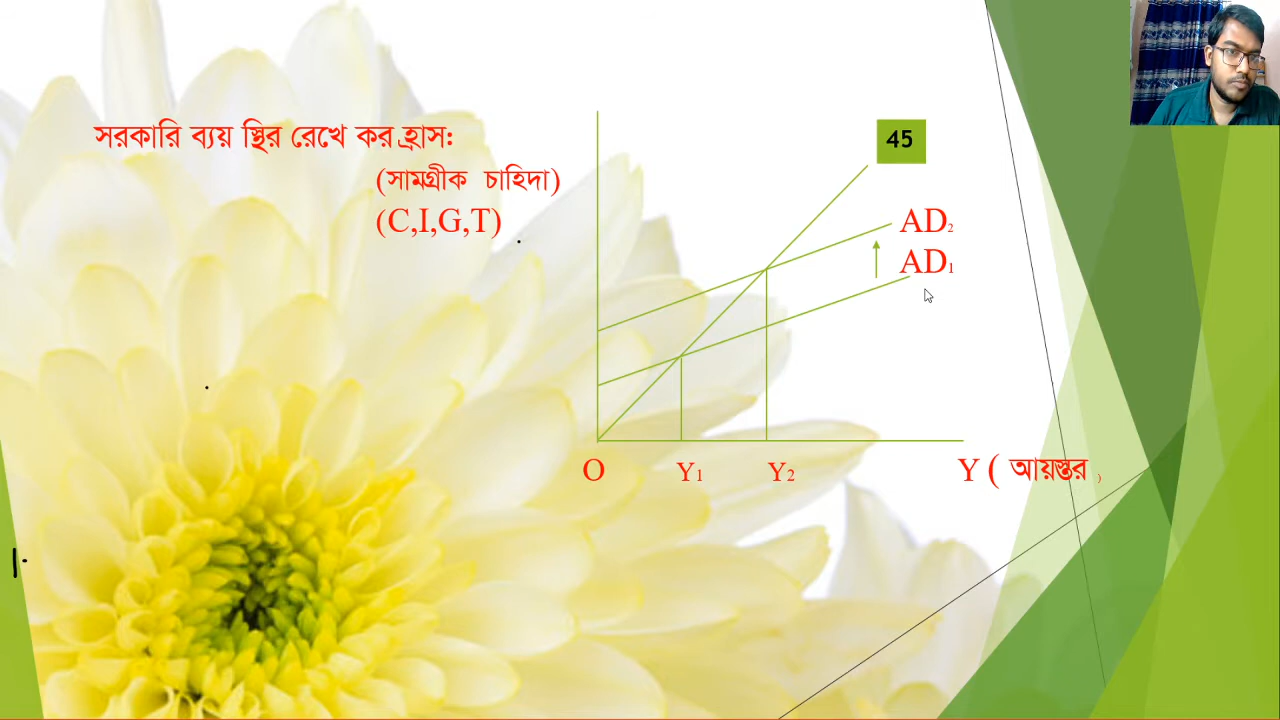 সরকারি ব্যয় স্থির রেখে কর হ্রাস:
(সামগ্রীক চাহিদা)
(C,I,G,T)
45
AD2
AD1
O Y1 Y2 Y ( আয়স্তর )